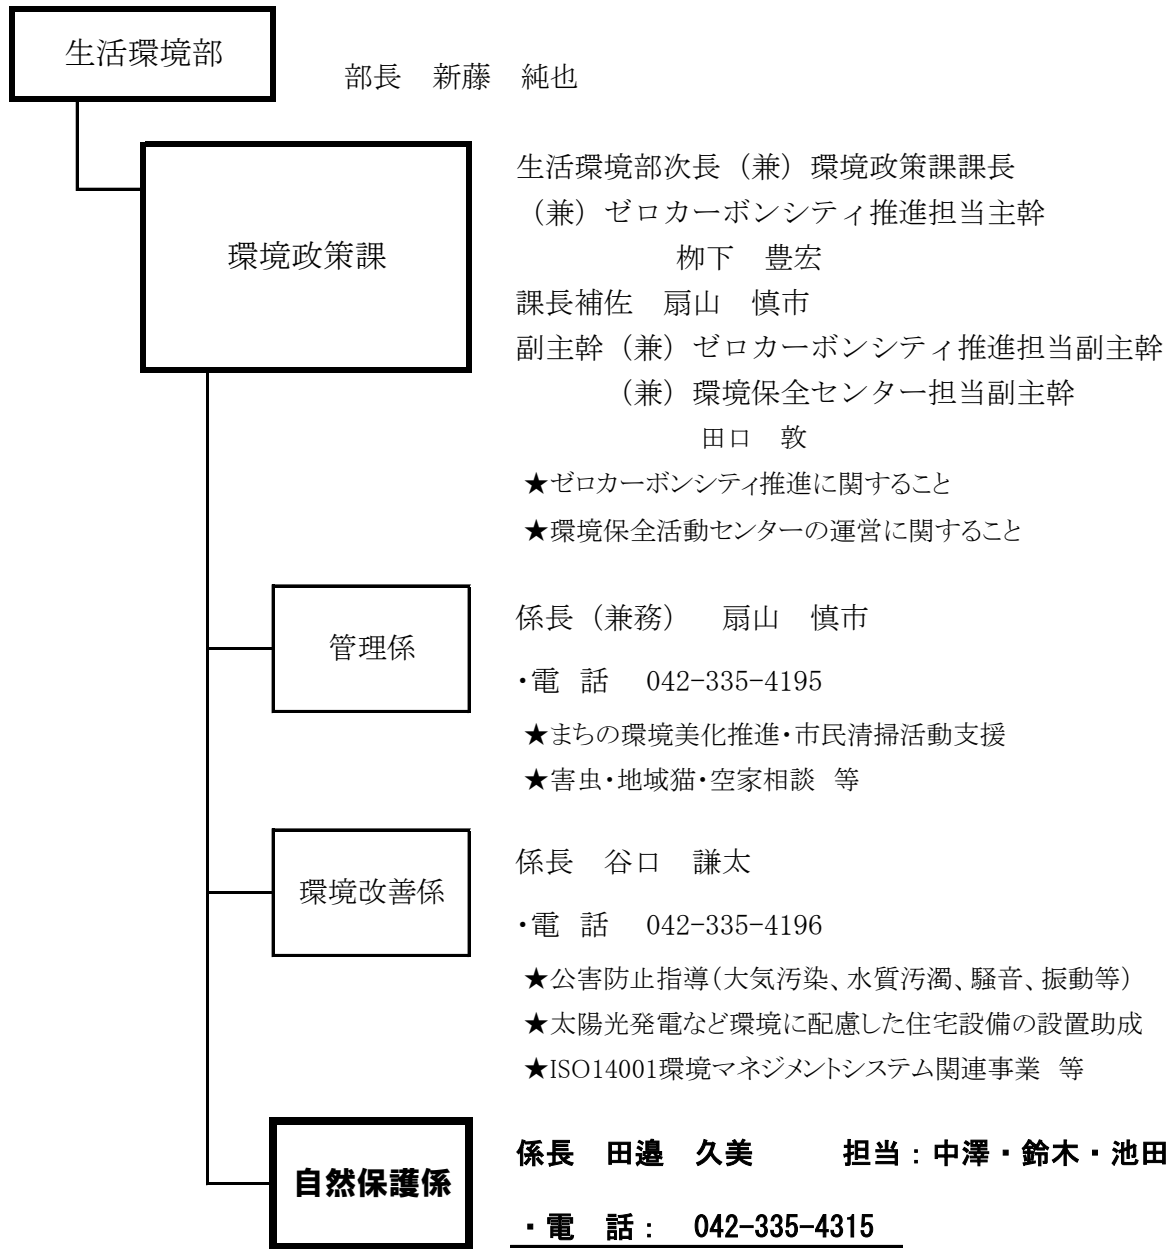 生活環境部
部長　新藤　純也
環境政策課
生活環境部次長（兼）環境政策課課長
（兼）ゼロカーボンシティ推進担当主幹
栁下　豊宏
課長補佐　扇山　慎市
副主幹（兼）ゼロカーボンシティ推進担当副主幹
（兼）環境保全センター担当副主幹
田口　敦
★ゼロカーボンシティ推進に関すること
★環境保全活動センターの運営に関すること
管理係
係長（兼務）　扇山　慎市
・電 話　042-335-4195
★まちの環境美化推進・市民清掃活動支援
★害虫・地域猫・空家相談 等
環境改善係
係長　谷口　謙太
・電 話　042-335-4196
★公害防止指導（大気汚染、水質汚濁、騒音、振動等）
★太陽光発電など環境に配慮した住宅設備の設置助成
★ISO14001環境マネジメントシステム関連事業 等
自然保護係
係長　田邉　久美　　　担当：中澤・鈴木・池田
・電　話：　042-335-4315